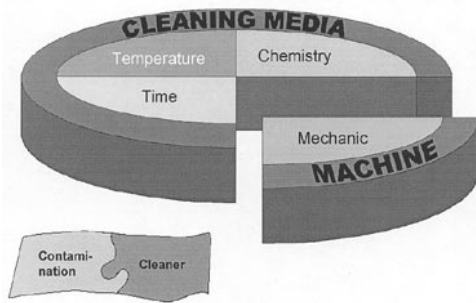 CLEANING MEDIA
Temperature
Chemistry
Time
Mechanic
MACHINE
Contami-
nation
Cleaner